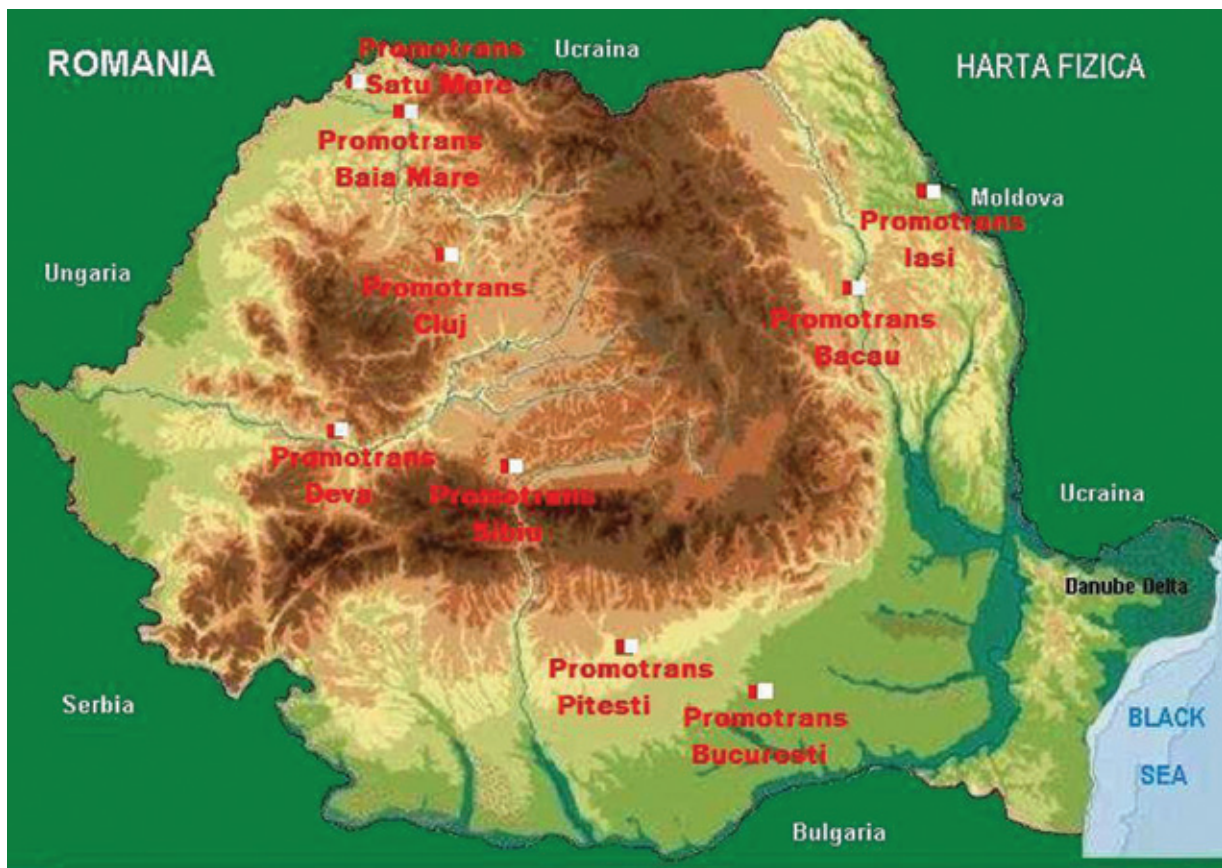 ROMANIA
Promotrans
Satu Mare
Ucraina
HARTA FIZICA
Promotrans
Baia Mare
Moldova
Promotrans
Iasi
Ungaria
Promotrans
Cluj
Promotrans
Bacau
Promotrans
Deva
Promotrans
Sibiu
Ucraina
Danube Delta
Promotrans
Pitesti
Serbia
Promotrans
Bucurosti
BLACK
SEA
Bulgaria